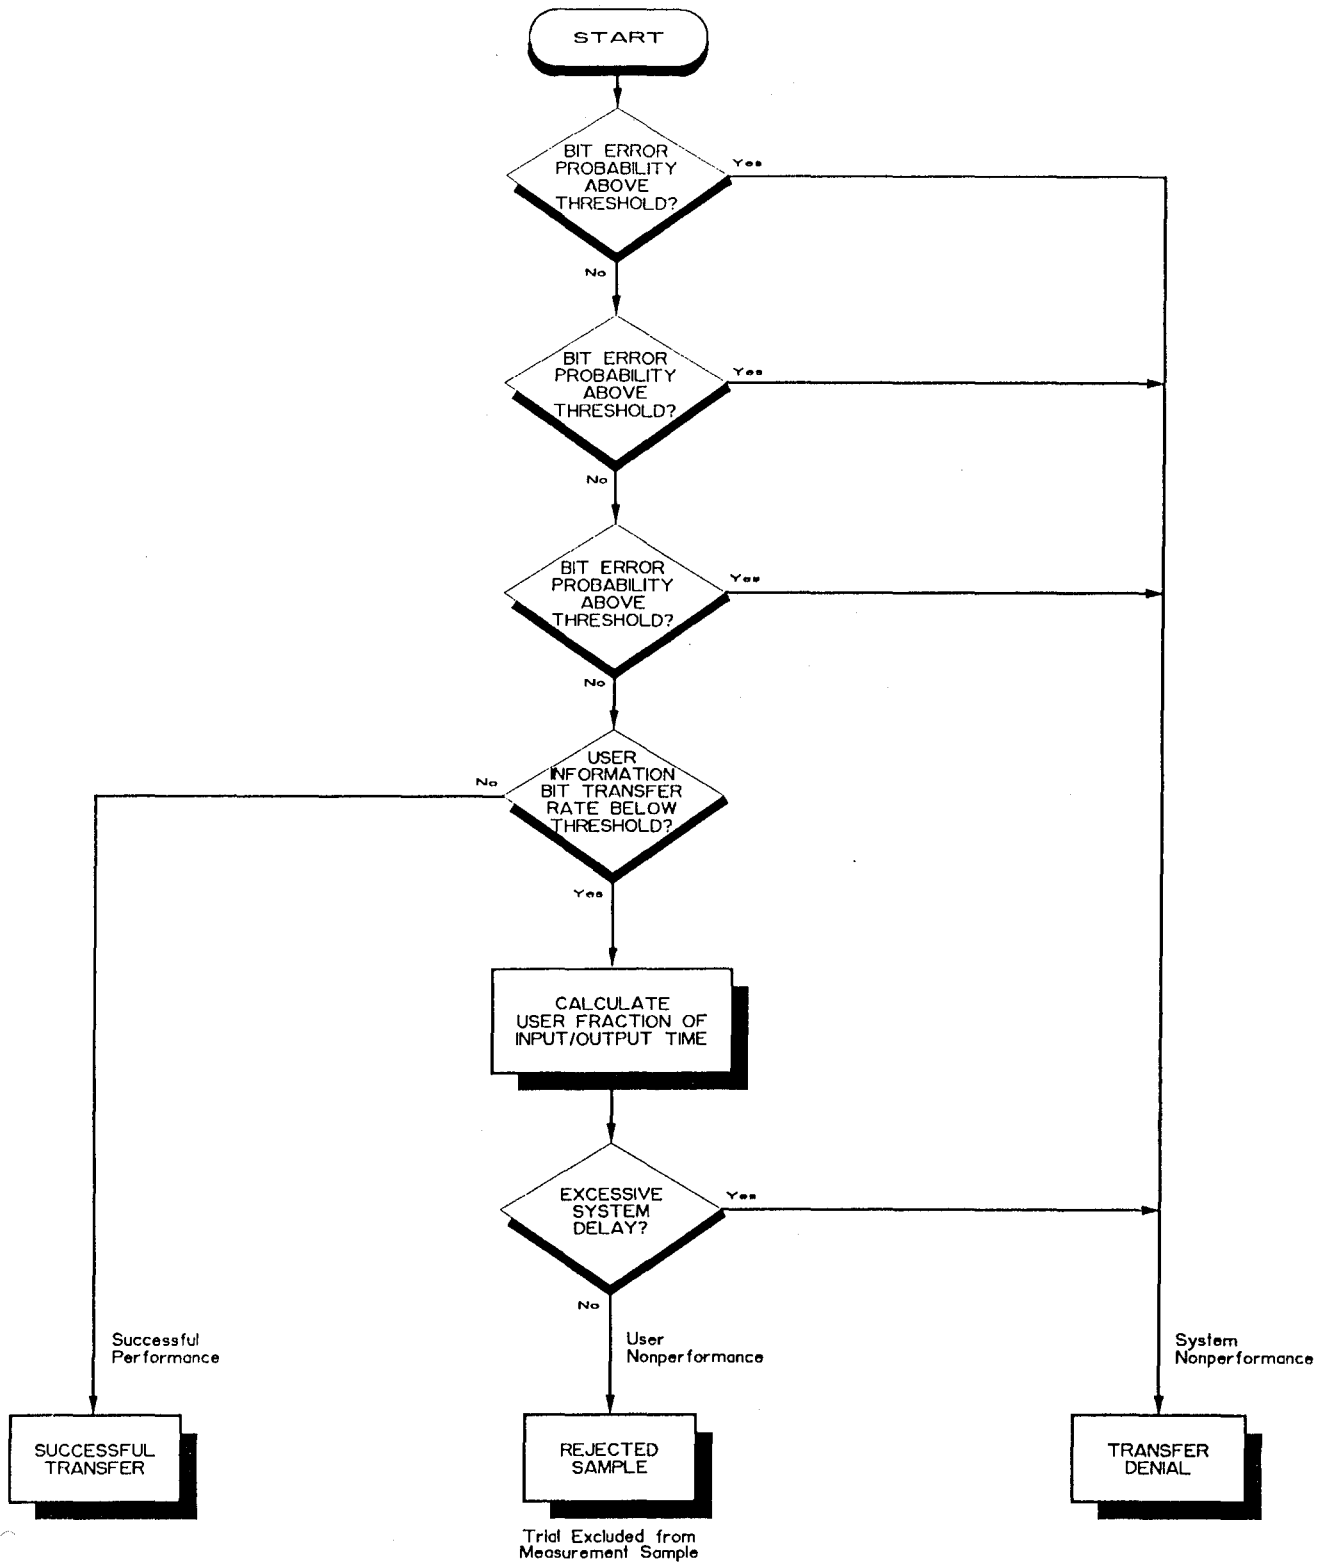 START
BIT ERROR
PROBABILITY
ABOVE
THRESHOLD?
Yes
No
BIT ERROR
PROBABILITY
ABOVE
THRESHOLD?
Yes
No
BIT ERROR
PROBABILITY
ABOVE
THRESHOLD?
Yes
No
USER
INFORMATION
BIT TRANSFER
RATE BELOW
THRESHOLD?
No
Yes
CALCULATE
USER FRACTION OF
INPUT/OUTPUT TIME
EXCESSIVE
SYSTEM
DELAY?
Yes
No
Successful
Performance
User
Nonperformance
System
Nonperformance
SUCCESSFUL
TRANSFER
REJECTED
SAMPLE
TRANSFER
DENIAL
Trial Excluded from
Measurement Sample